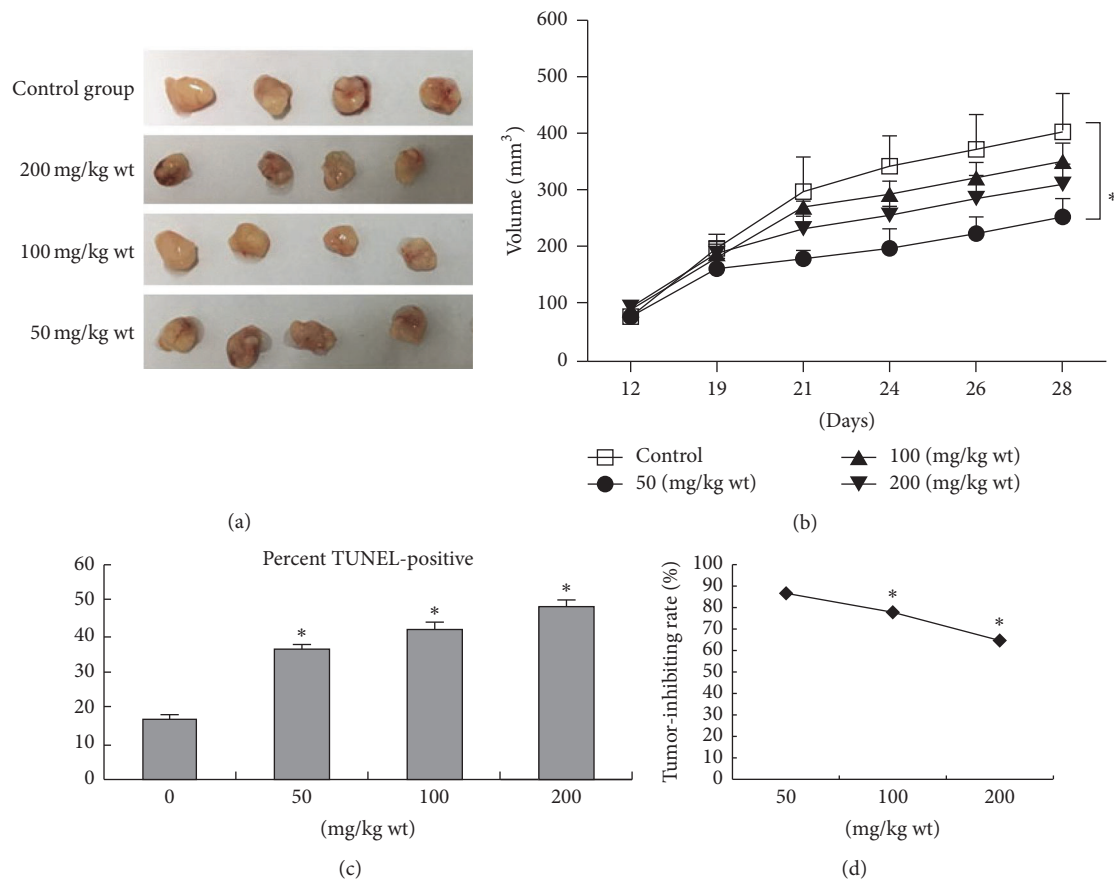 Control group
200 mg/kg wt
100 mg/kg wt
50 mg/kg wt
(a)
600
500
400
300
200
100
0
Volume (mm³)
*
12 19 21 24 26 28
(Days)
Control
50 (mg/kg wt)
100 (mg/kg wt)
200 (mg/kg wt)
(b)
Percent TUNEL-positive
60
50
40
30
20
10
0
*
*
*
0 50 100 200
(mg/kg wt)
(c)
Tumor-inhibiting rate (%)
100
90
80
70
60
50
40
30
20
10
0
*
*
50 100 200
(mg/kg wt)
(d)